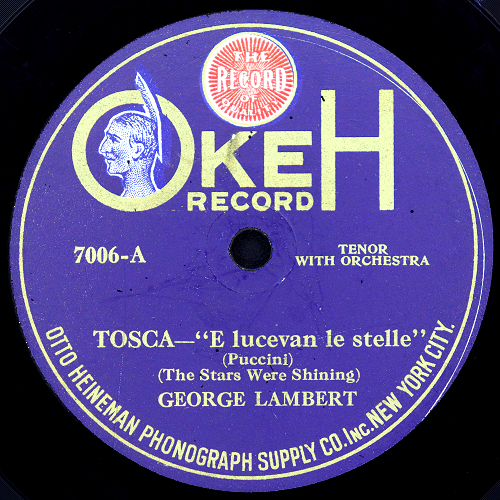 THE
RECORD
OKEH
RECORD
7006-A
TENOR
WITH ORCHESTRA
TOSCA—"E lucevan le stelle"
(Puccini)
(The Stars Were Shining)
GEORGE LAMBERT
OTTO HEINEMAN PHONOGRAPH SUPPLY CO. Inc. NEW YORK CITY.